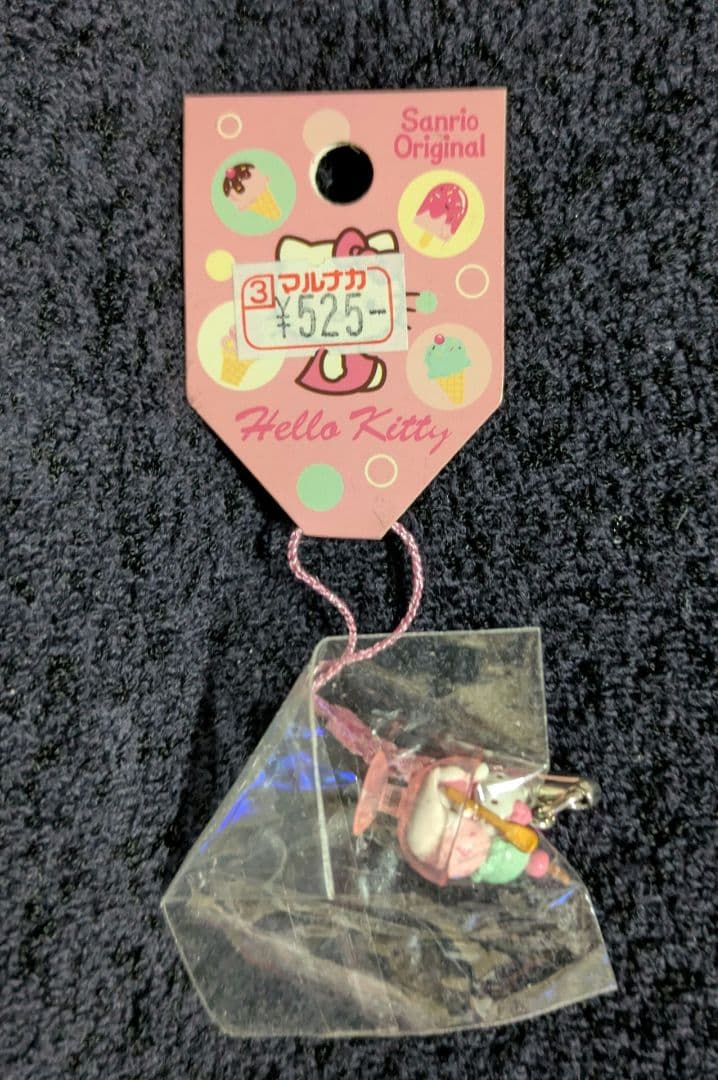 Sanrio
Original
③ マルナカ
¥525-
Hello Kitty